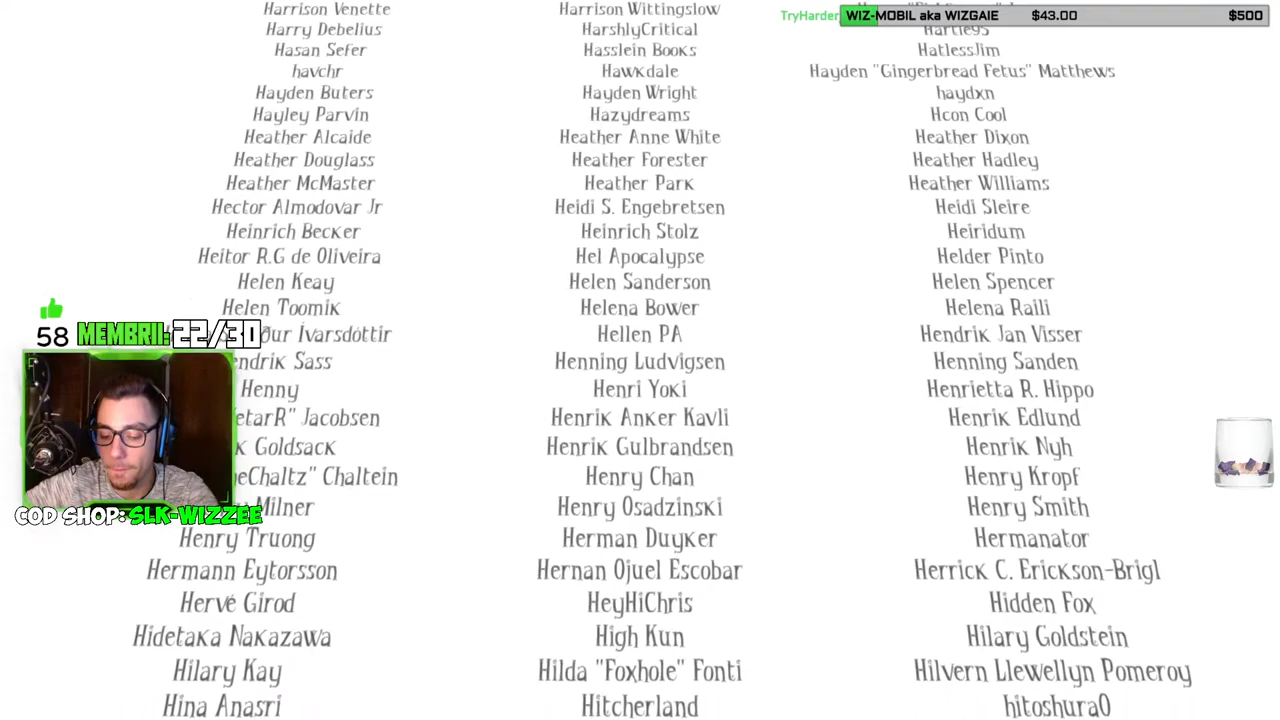 TryHarder WIZ-MOBIL aka WIZGAIE $43.00 $500
Harrison Venette Harrison Wittingslow
Harry Debelius HarshlyCritical Hartle95
Hasan Sefer Hasslein Books HatlessJim
havchr Hawkdale Hayden "Gingerbread Fetus" Matthews
Hayden Buters Hayden Wright haydxn
Hayley Parvin Hazydreams Hcon Cool
Heather Alcaide Heather Anne White Heather Dixon
Heather Douglass Heather Forester Heather Hadley
Heather McMaster Heather Park Heather Williams
Hector Almodovar Jr Heidi S. Engebretsen Heidi Sleire
Heinrich Becker Heinrich Stolz Heiridum
Heitor R.G de Oliveira Hel Apocalypse Helder Pinto
Helen Keay Helen Sanderson Helen Spencer
Helen Toomik Helena Bower Helena Raili
58 MEMBRII: 22/30 Ívarsdóttir Hellen PA Hendrik Jan Visser
Sass Henning Ludvigsen Henning Sanden
Henny Henri Yoki Henrietta R. Hippo
Jacobsen Henrik Anker Kavli Henrik Edlund
Goldsack Henrik Gulbrandsen Henrik Nyh
Chaltein Henry Chan Henry Kropf
Milner Henry Osadzinski Henry Smith
COD SHOP: SLK-WIZZEE
Henry Truong Herman Duyker Hermanator
Hermann Eytorsson Hernan Ojuel Escobar Herrick C. Erickson-Brigl
Hervé Girod HeyHiChris Hidden Fox
Hidetaka Nakazawa High Kun Hilary Goldstein
Hilary Kay Hilda "Foxhole" Fonti Hilvern Llewellyn Pomeroy
Hina Anasri Hitcherland hitoshura0